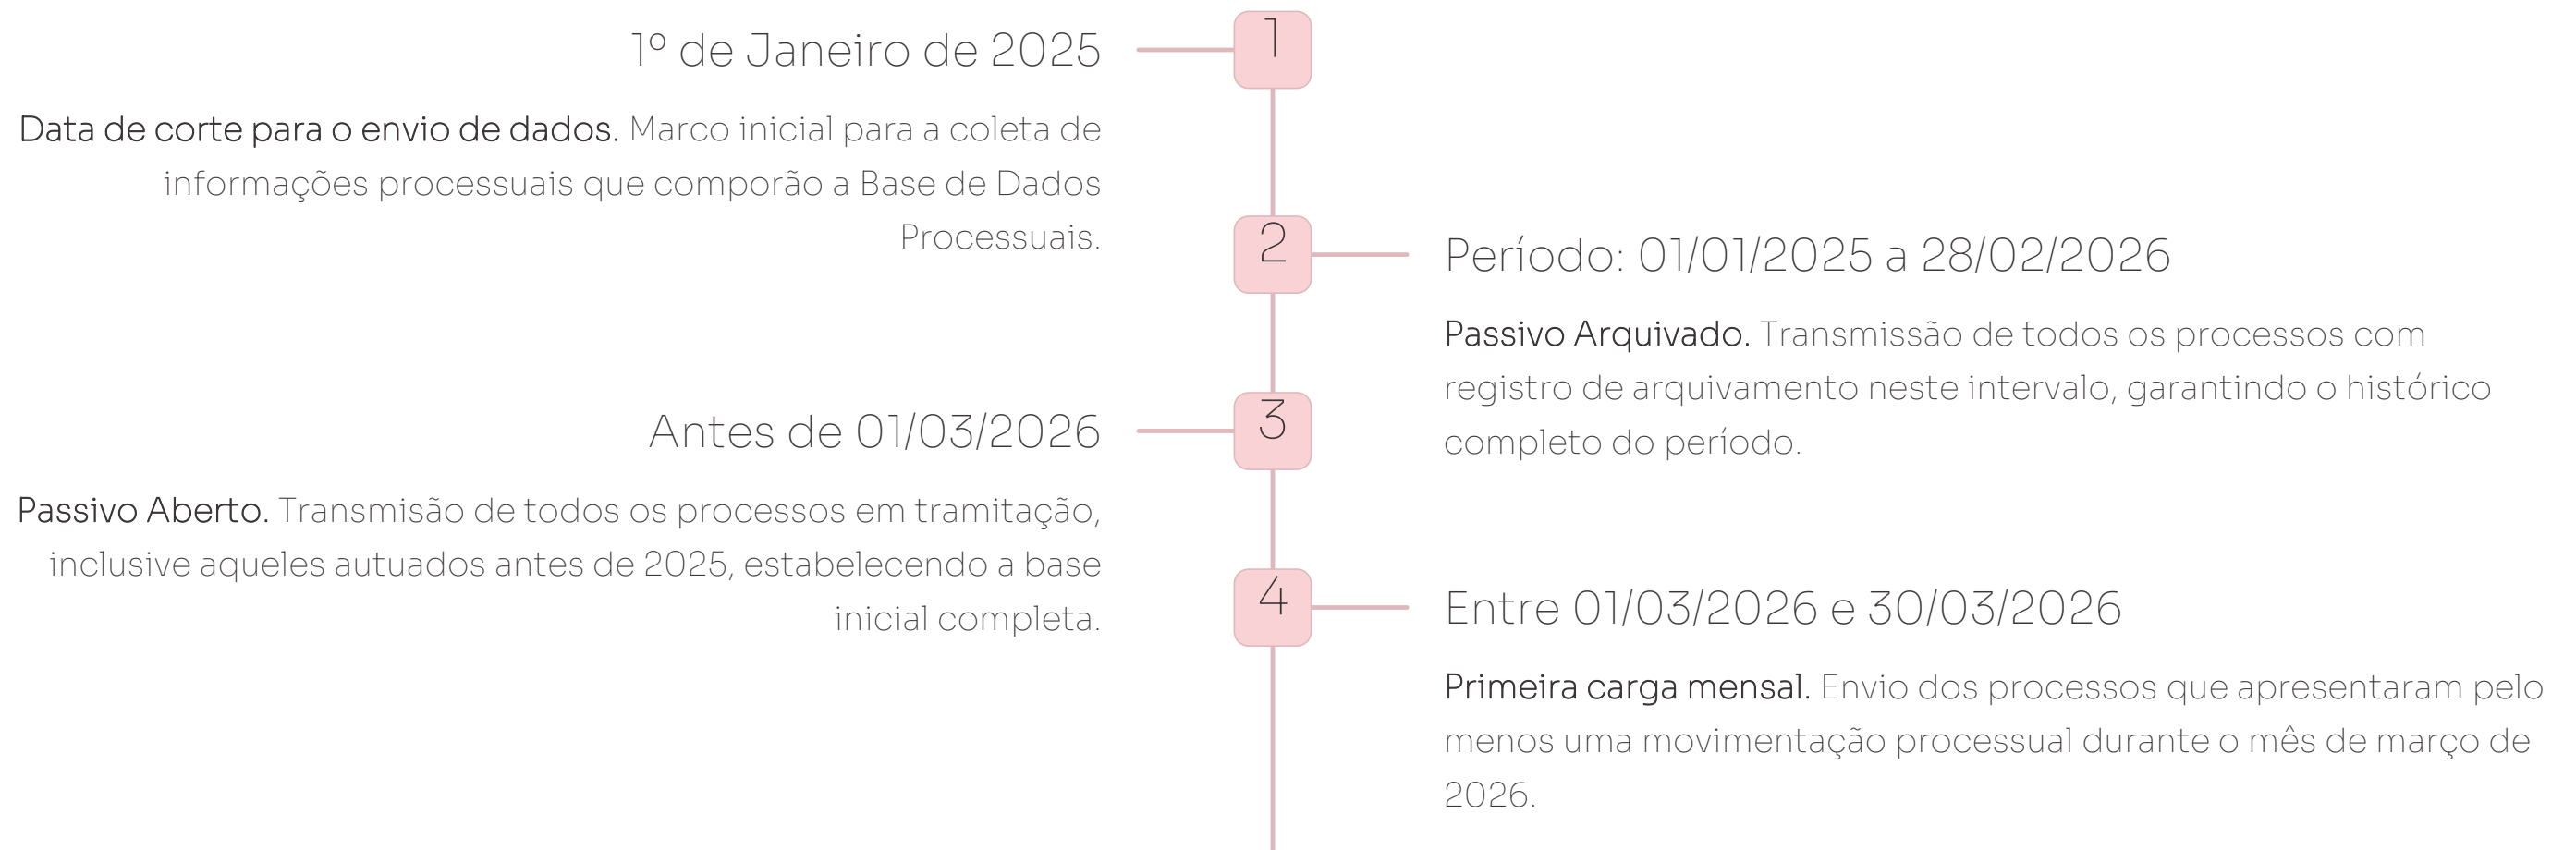 1
1º de Janeiro de 2025
Data de corte para o envio de dados. Marco inicial para a coleta de
informações processuais que comporão a Base de Dados
Processuais.
2
Período: 01/01/2025 a 28/02/2026
Passivo Arquivado. Transmissão de todos os processos com
registro de arquivamento neste intervalo, garantindo o histórico
completo do período.
3
Antes de 01/03/2026
Passivo Aberto. Transmisão de todos os processos em tramitação,
inclusive aqueles autuados antes de 2025, estabelecendo a base
inicial completa.
4
Entre 01/03/2026 e 30/03/2026
Primeira carga mensal. Envio dos processos que apresentaram pelo
menos uma movimentação processual durante o mês de março de
2026.